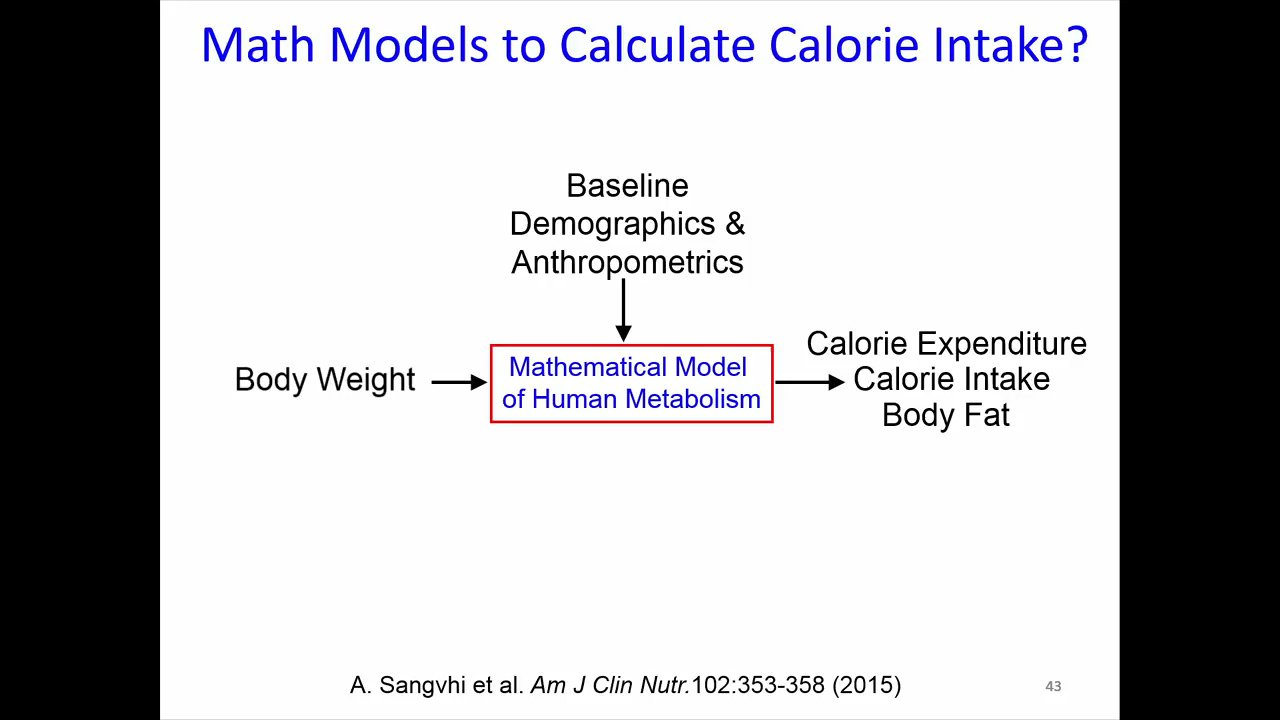 Math Models to Calculate Calorie Intake?
Baseline
Demographics &
Anthropometrics
Body Weight
Mathematical Model
of Human Metabolism
Calorie Expenditure
Calorie Intake
Body Fat
A. Sangvhi et al. Am J Clin Nutr.102:353-358 (2015)
43